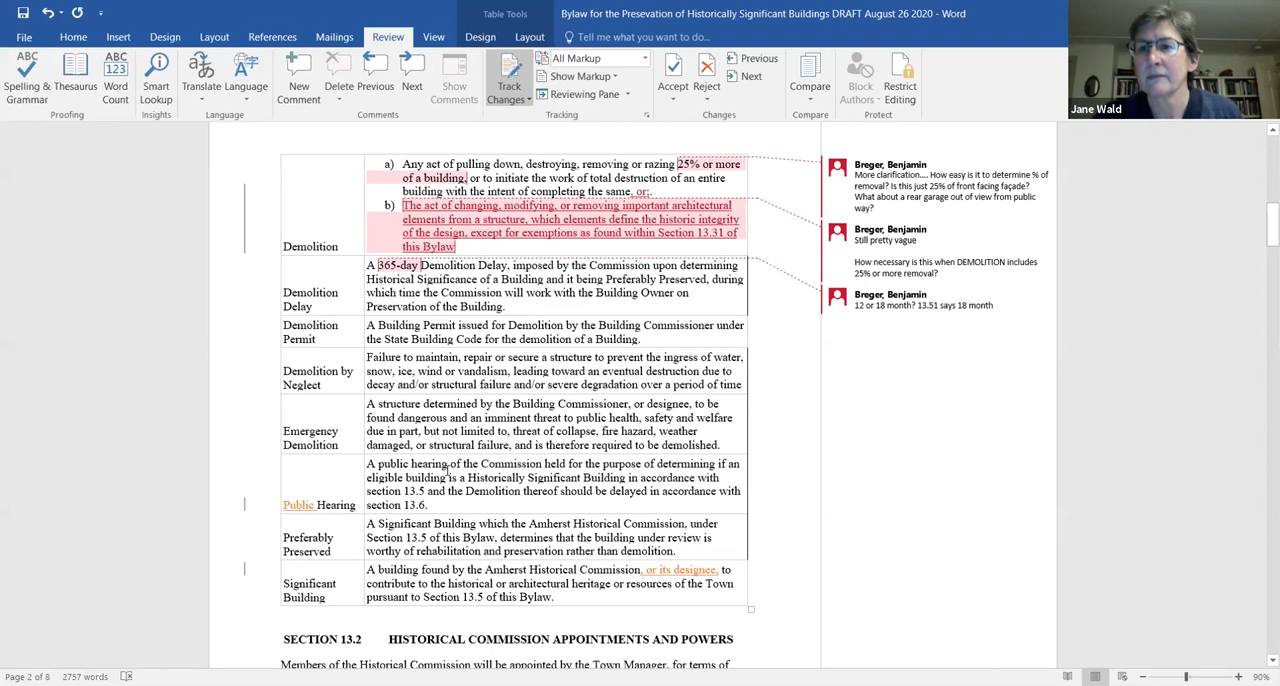 Table Tools
Bylaw for the Presevation of Historically Significant Buildings DRAFT August 26 2020 - Word
File Home Insert Design Layout References Mailings Review View Design Layout Tell me what you want to do...
ABC ABC 123
Spelling & Grammar Thesaurus Word Count Smart Lookup Translate Language New Comment Delete Previous Next Show Comments Track Changes All Markup Show Markup Reviewing Pane Accept Reject Previous Next Compare Block Authors Restrict Editing
Proofing Insights Language Comments Tracking Changes Compare Protect
Jane Wald
a) Any act of pulling down, destroying, removing or razing 25% or more
of a building, or to initiate the work of total destruction of an entire
building with the intent of completing the same, or;.
b) The act of changing, modifying, or removing important architectural
elements from a structure, which elements define the historic integrity
of the design, except for exemptions as found within Section 13.31 of
Demolition this Bylaw
A 365-day Demolition Delay, imposed by the Commission upon determining
Historical Significance of a Building and it being Preferably Preserved, during
Demolition which time the Commission will work with the Building Owner on
Delay Preservation of the Building.
Demolition A Building Permit issued for Demolition by the Building Commissioner under
Permit the State Building Code for the demolition of a Building.
Failure to maintain, repair or secure a structure to prevent the ingress of water,
Demolition by snow, ice, wind or vandalism, leading toward an eventual destruction due to
Neglect decay and/or structural failure and/or severe degradation over a period of time
A structure determined by the Building Commissioner, or designee, to be
found dangerous and an imminent threat to public health, safety and welfare
Emergency due in part, but not limited to, threat of collapse, fire hazard, weather
Demolition damaged, or structural failure, and is therefore required to be demolished.
A public hearing of the Commission held for the purpose of determining if an
eligible building is a Historically Significant Building in accordance with
section 13.5 and the Demolition thereof should be delayed in accordance with
Public Hearing section 13.6.
A Significant Building which the Amherst Historical Commission, under
Preferably Section 13.5 of this Bylaw, determines that the building under review is
Preserved worthy of rehabilitation and preservation rather than demolition.
A building found by the Amherst Historical Commission, or its designee, to
Significant contribute to the historical or architectural heritage or resources of the Town
Building pursuant to Section 13.5 of this Bylaw.
SECTION 13.2 HISTORICAL COMMISSION APPOINTMENTS AND POWERS
Members of the Historical Commission will be appointed by the Town Manager, for terms of
Breger, Benjamin
More clarification.... How easy is it to determine % of
removal? Is this just 25% of front facing façade?
What about a rear garage out of view from public
way?
Breger, Benjamin
Still pretty vague
How necessary is this when DEMOLITION includes
25% or more removal?
Breger, Benjamin
12 or 18 month? 13.51 says 18 month
Page 2 of 8 2757 words 90%